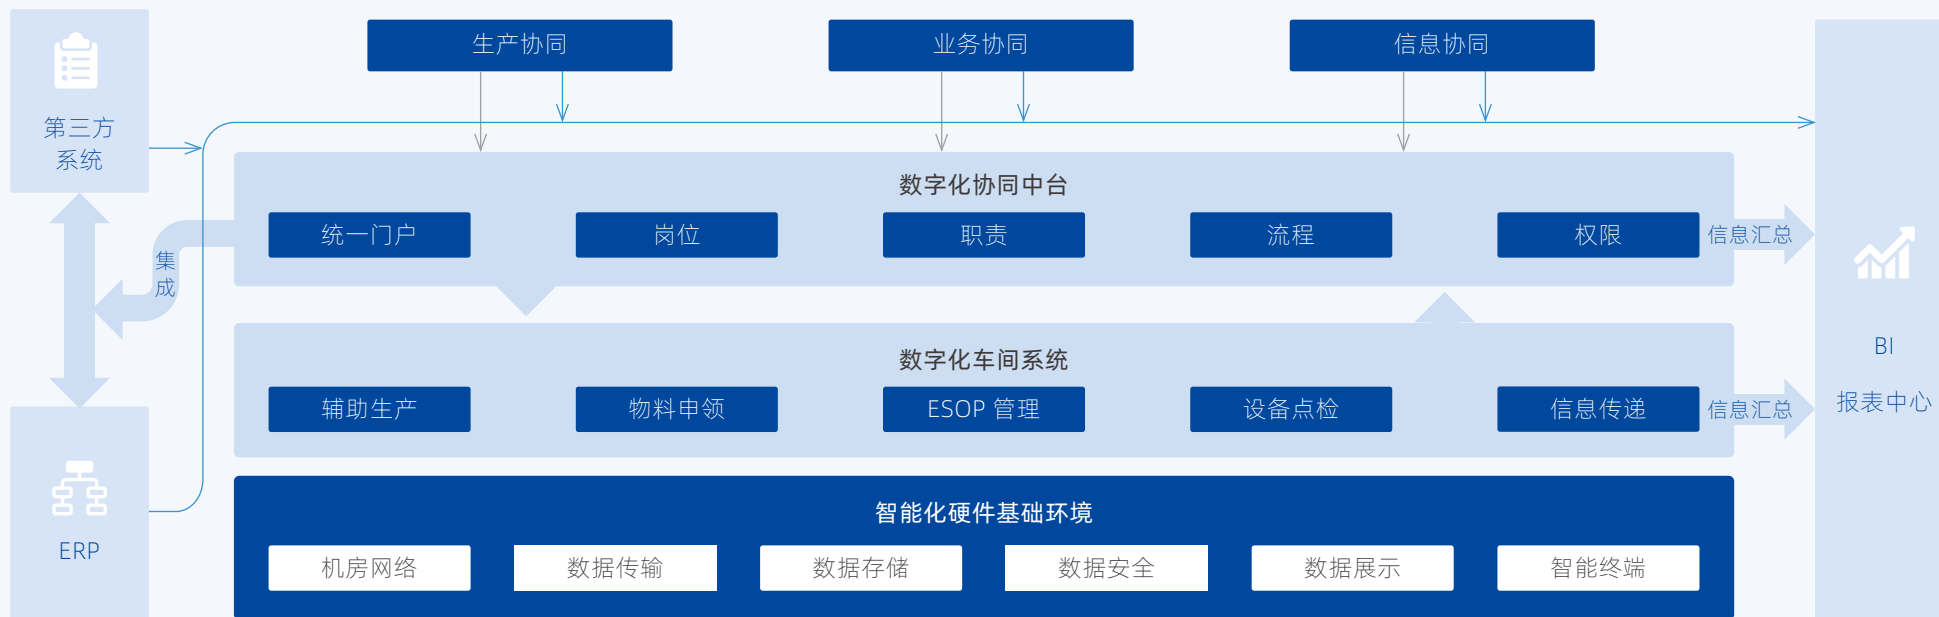 生产协同
业务协同
信息协同
第三方
系统
数字化协同中台
统一门户
岗位
职责
流程
权限
信息汇总
集
成
数字化车间系统
辅助生产
物料申领
ESOP 管理
设备点检
信息传递
信息汇总
BI
报表中心
ERP
智能化硬件基础环境
机房网络
数据传输
数据存储
数据安全
数据展示
智能终端